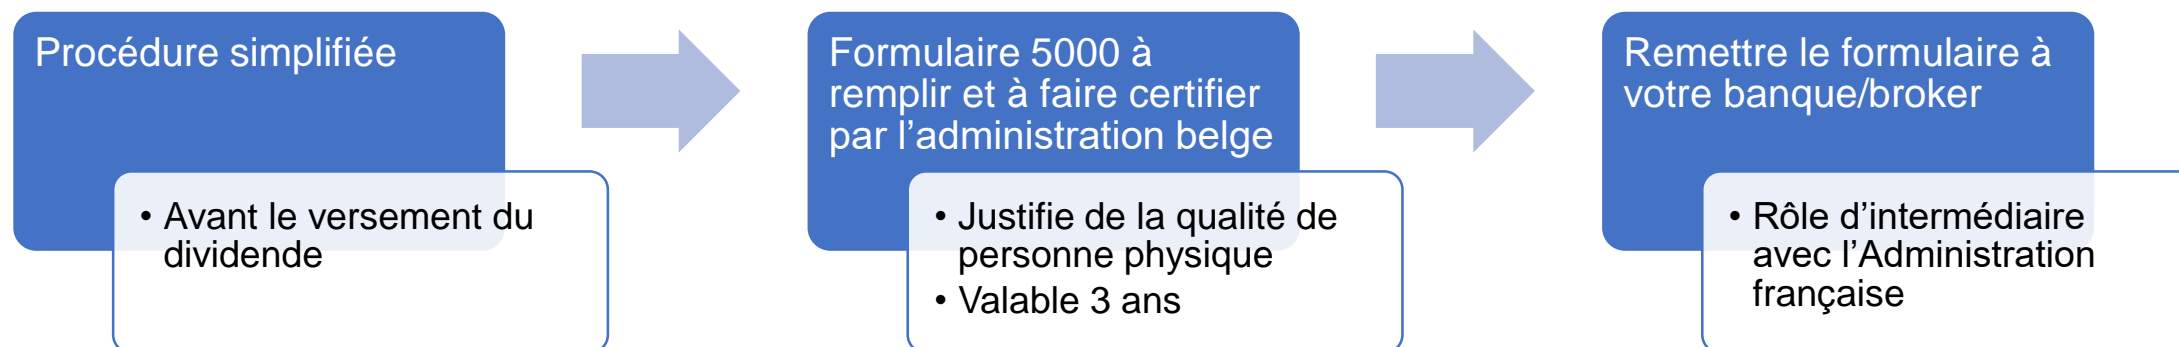 Procédure simplifiée
• Avant le versement du
dividende
Formulaire 5000 à
remplir et à faire certifier
par l’administration belge
• Justifie de la qualité de
personne physique
• Valable 3 ans
Remettre le formulaire à
votre banque/broker
• Rôle d’intermédiaire
avec l’Administration
française